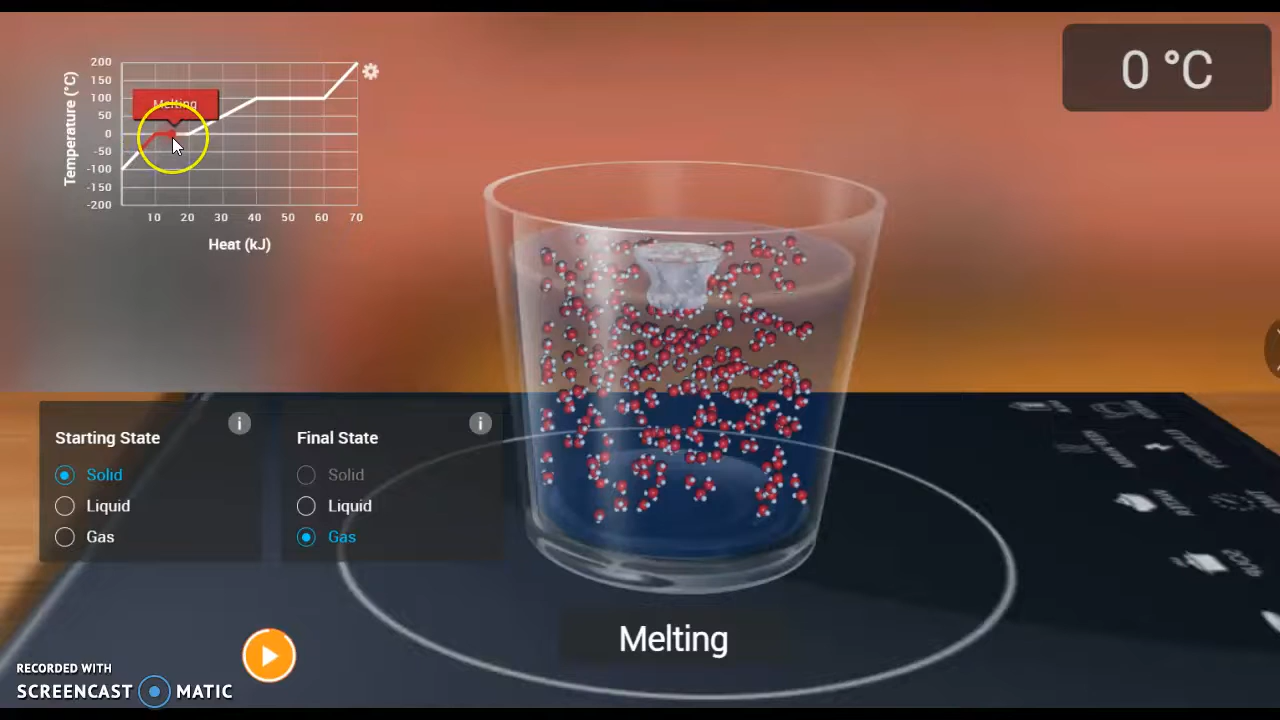 0 °C
Temperature (°C)
200
150
100
50
0
-50
-100
-150
-200
Melting
10 20 30 40 50 60 70
Heat (kJ)
Starting State
i
Solid
Liquid
Gas
Final State
i
Solid
Liquid
Gas
Melting
RECORDED WITH
SCREENCAST MATIC